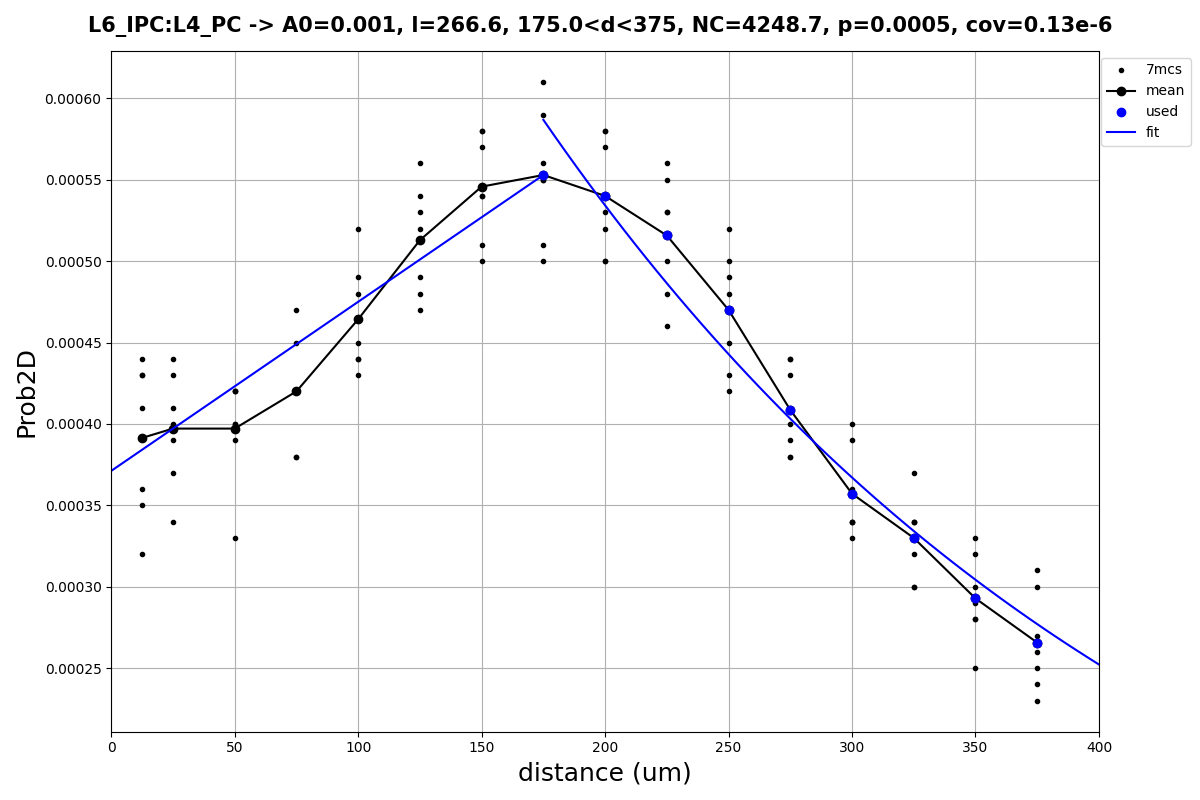 L6_IPC:L4_PC -> A0=0.001, l=266.6, 175.0<d<375, NC=4248.7, p=0.0005, cov=0.13e-6
7mcs
mean
used
fit
0.00060
0.00055
0.00050
0.00045
0.00040
0.00035
0.00030
0.00025
Prob2D
0 50 100 150 200 250 300 350 400
distance (um)